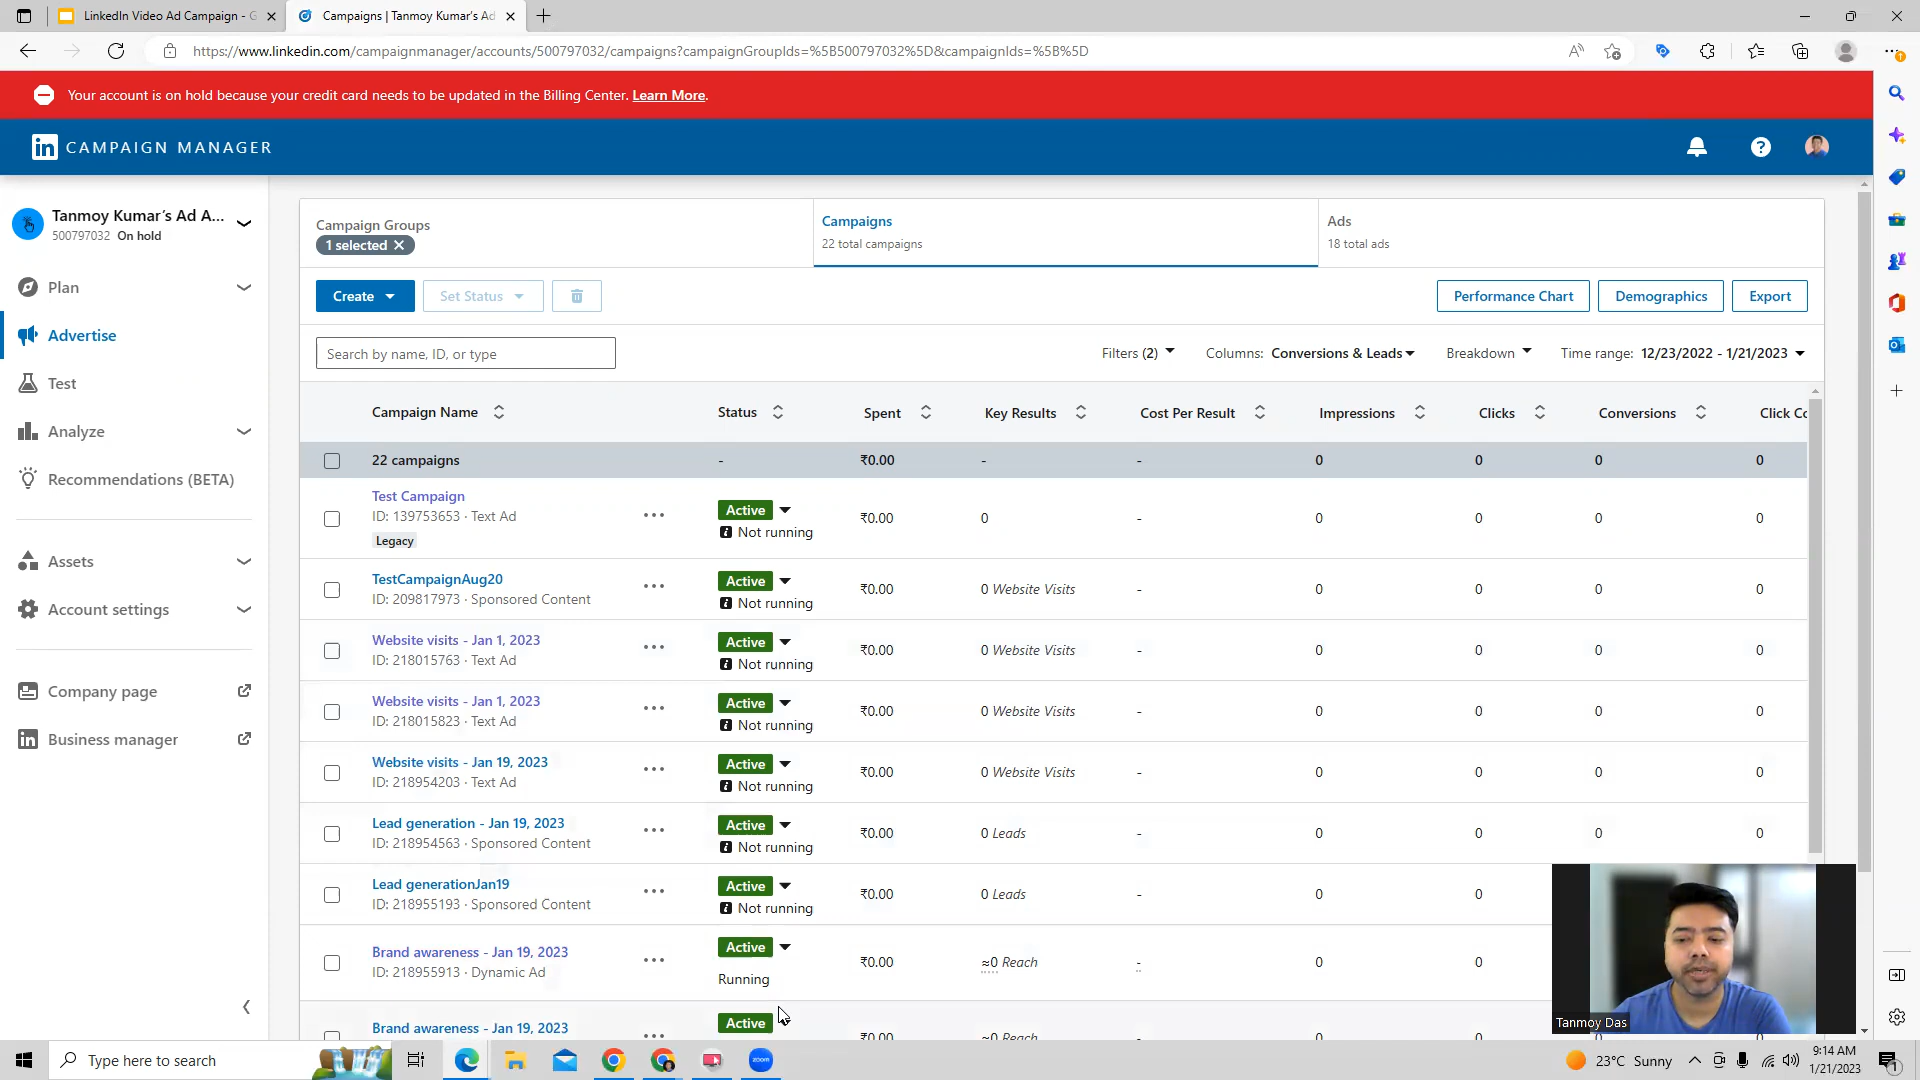 LinkedIn Video Ad Campaign - G
Campaigns | Tanmoy Kumar's Ad
https://www.linkedin.com/campaignmanager/accounts/500797032/campaigns?campaignGroupIds=%5B500797032%5D&campaignIds=%5B%5D
Your account is on hold because your credit card needs to be updated in the Billing Center. Learn More.
in CAMPAIGN MANAGER
Tanmoy Kumar's Ad A...
500797032 On hold
Plan
Advertise
Test
Analyze
Recommendations (BETA)
Assets
Account settings
Company page
Business manager
Campaign Groups
1 selected
Campaigns
22 total campaigns
Ads
18 total ads
Create
Set Status
Performance Chart
Demographics
Export
Search by name, ID, or type
Filters (2)
Columns: Conversions & Leads
Breakdown
Time range: 12/23/2022 - 1/21/2023
Campaign Name Status Spent Key Results Cost Per Result Impressions Clicks Conversions Click Co
22 campaigns - ₹0.00 - - 0 0 0 0
Test Campaign
ID: 139753653 · Text Ad
Legacy
Active
Not running
₹0.00 0 - 0 0 0 0
TestCampaignAug20
ID: 209817973 · Sponsored Content
Active
Not running
₹0.00 0 Website Visits - 0 0 0 0
Website visits - Jan 1, 2023
ID: 218015763 · Text Ad
Active
Not running
₹0.00 0 Website Visits - 0 0 0 0
Website visits - Jan 1, 2023
ID: 218015823 · Text Ad
Active
Not running
₹0.00 0 Website Visits - 0 0 0 0
Website visits - Jan 19, 2023
ID: 218954203 · Text Ad
Active
Not running
₹0.00 0 Website Visits - 0 0 0 0
Lead generation - Jan 19, 2023
ID: 218954563 · Sponsored Content
Active
Not running
₹0.00 0 Leads - 0 0 0 0
Lead generationJan19
ID: 218955193 · Sponsored Content
Active
Not running
₹0.00 0 Leads - 0 0
Brand awareness - Jan 19, 2023
ID: 218955913 · Dynamic Ad
Active
Running
₹0.00 ≈0 Reach - 0 0
Brand awareness - Jan 19, 2023
Active
₹0.00 ≈0 Reach 0 0
Tanmoy Das
Type here to search
zoom
23°C Sunny
9:14 AM
1/21/2023
1